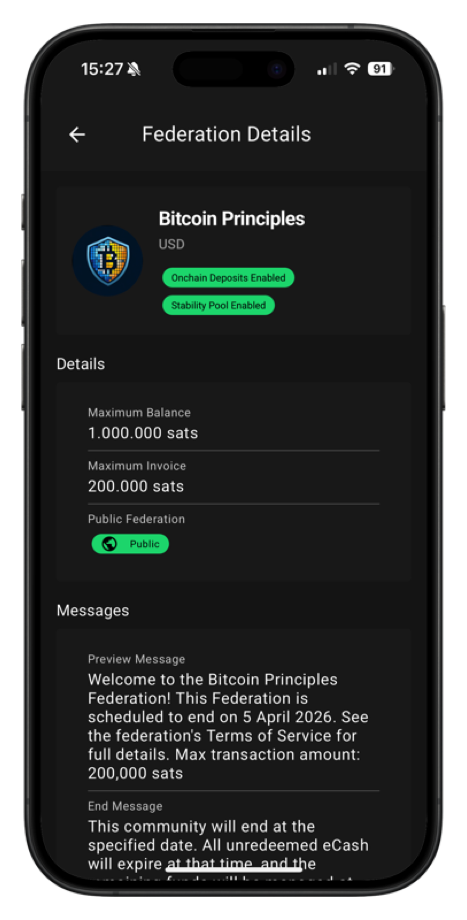 15:27
91
Federation Details
Bitcoin Principles
USD
Onchain Deposits Enabled
Stability Pool Enabled
Details
Maximum Balance
1.000.000 sats
Maximum Invoice
200.000 sats
Public Federation
Public
Messages
Preview Message
Welcome to the Bitcoin Principles
Federation! This Federation is
scheduled to end on 5 April 2026. See
the federation's Terms of Service for
full details. Max transaction amount:
200,000 sats
End Message
This community will end at the
specified date. All unredeemed eCash
will expire at that time, and the